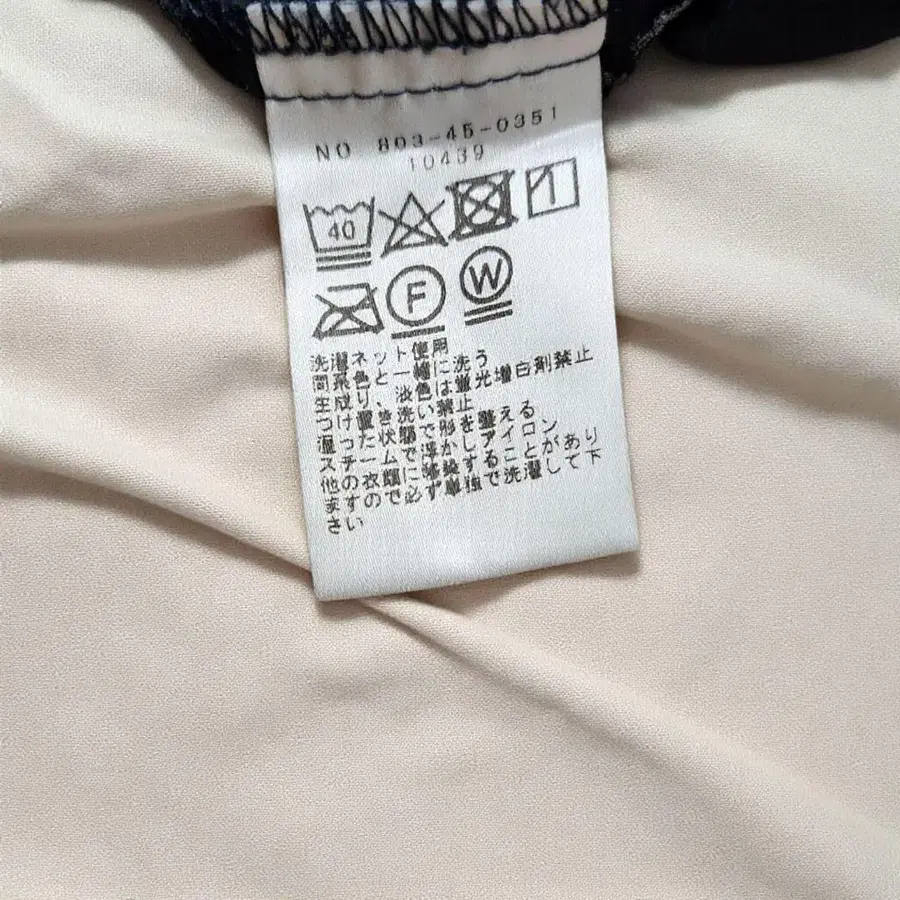 NO 803-45-0351
10439
40
F W
洗濯ネット使用
同系色と一緒に洗う
生成り、淡色は蛍光増白剤禁止
つけ置き洗い禁止
湿った状態で形を整える
スチームで浮かしアイロン
他の衣類に移染することがあり
ますので必ず単独で洗濯して下
さい